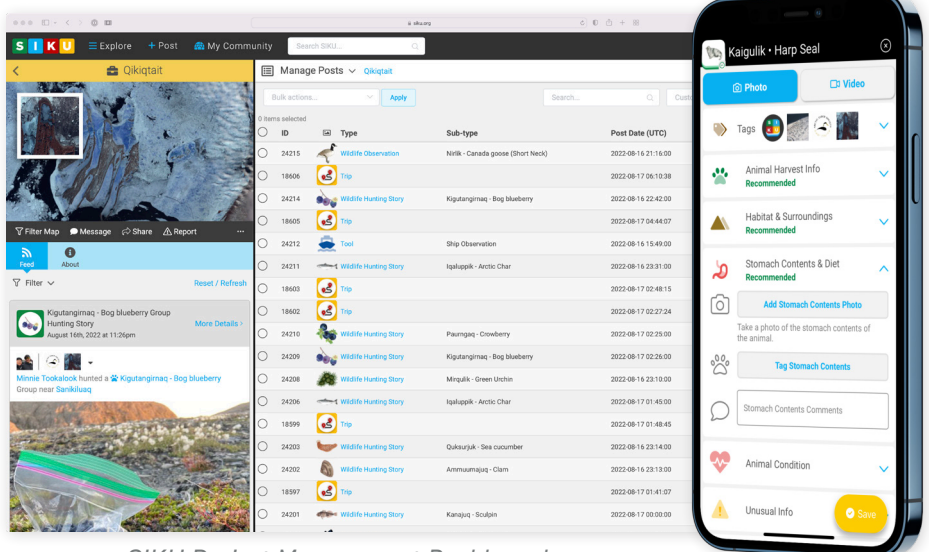 siku.org
SIKU
Explore
+ Post
My Community
Search SIKU...
Qikiqtait
Manage Posts
Qikiqtait
Bulk actions...
Apply
Search...
Custo
0 items selected
ID Type Sub-type Post Date (UTC)
24215 Wildlife Observation Nirlik - Canada goose (Short Neck) 2022-08-16 21:16:00
18606 Trip 2022-08-17 06:10:38
24214 Wildlife Hunting Story Kigutangirnaq - Bog blueberry 2022-08-16 22:42:00
18605 Trip 2022-08-17 04:44:07
24212 Tool Ship Observation 2022-08-16 15:49:00
24211 Wildlife Hunting Story Iqaluppik - Arctic Char 2022-08-16 23:31:00
18603 Trip 2022-08-17 02:48:15
18602 Trip 2022-08-17 02:27:24
24210 Wildlife Hunting Story Paurngaq - Crowberry 2022-08-17 02:25:00
24209 Wildlife Hunting Story Kigutangirnaq - Bog blueberry 2022-08-17 02:26:00
24208 Wildlife Hunting Story Mirqulik - Green Urchin 2022-08-16 23:10:00
24206 Wildlife Hunting Story Iqaluppik - Arctic Char 2022-08-17 01:45:00
18599 Trip 2022-08-17 01:48:45
24203 Wildlife Hunting Story Quksurjuk - Sea cucumber 2022-08-16 23:14:00
24202 Wildlife Hunting Story Ammuumajuq - Clam 2022-08-16 23:13:00
18597 Trip 2022-08-17 01:41:07
24201 Wildlife Hunting Story Kanajuq - Sculpin 2022-08-17 00:00:00
Filter Map
Message
Share
Report
Feed
About
Filter
Reset / Refresh
Kigutangirnaq - Bog blueberry Group
Hunting Story
August 16th, 2022 at 11:26pm
More Details
Minnie Tookalook hunted a Kigutangirnaq - Bog blueberry
Group near Sanikiluaq
Kaigulik • Harp Seal
Photo
Video
Tags
Animal Harvest Info
Recommended
Habitat & Surroundings
Recommended
Stomach Contents & Diet
Recommended
Add Stomach Contents Photo
Take a photo of the stomach contents of
the animal.
Tag Stomach Contents
Stomach Contents Comments
Animal Condition
Unusual Info
Save